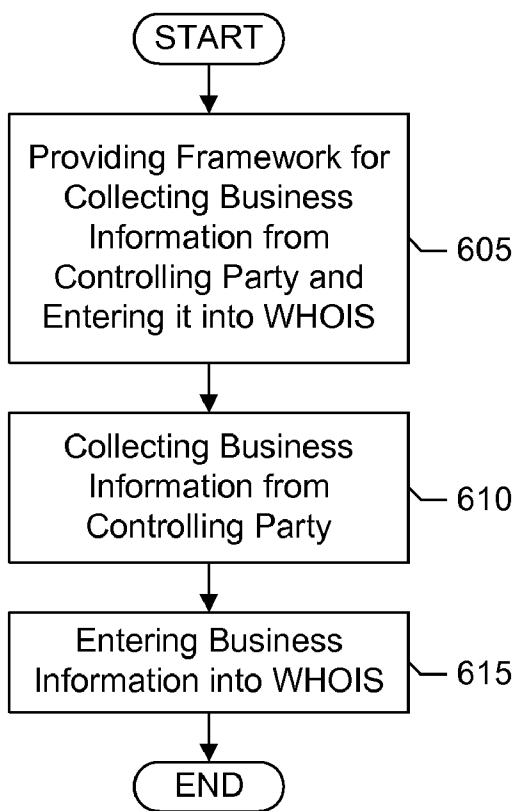 START
Providing Framework for
Collecting Business
Information from
Controlling Party and
Entering it into WHOIS
605
Collecting Business
Information from
Controlling Party
610
Entering Business
Information into WHOIS
615
END